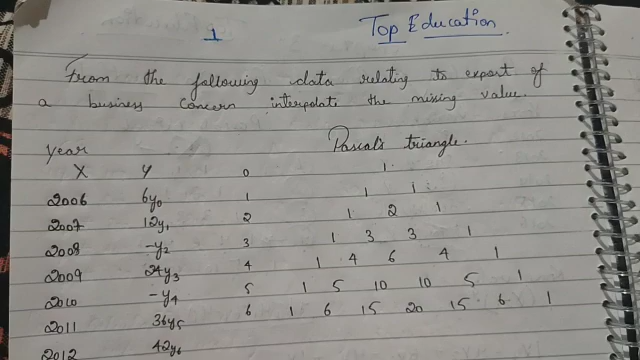 1
Top Education.
From the following data relating to export of
a business concern interpolate the missing value.
year Pascal's triangle.
X Y 0 1
2006 6y0 1 1 1
2007 12y1 2 1 2 1
2008 -y2 3 1 3 3 1
2009 24y3 4 1 4 6 4 1
2010 -y4 5 1 5 10 10 5 1
2011 36y5 6 1 6 15 20 15 6 1
2012 42y6